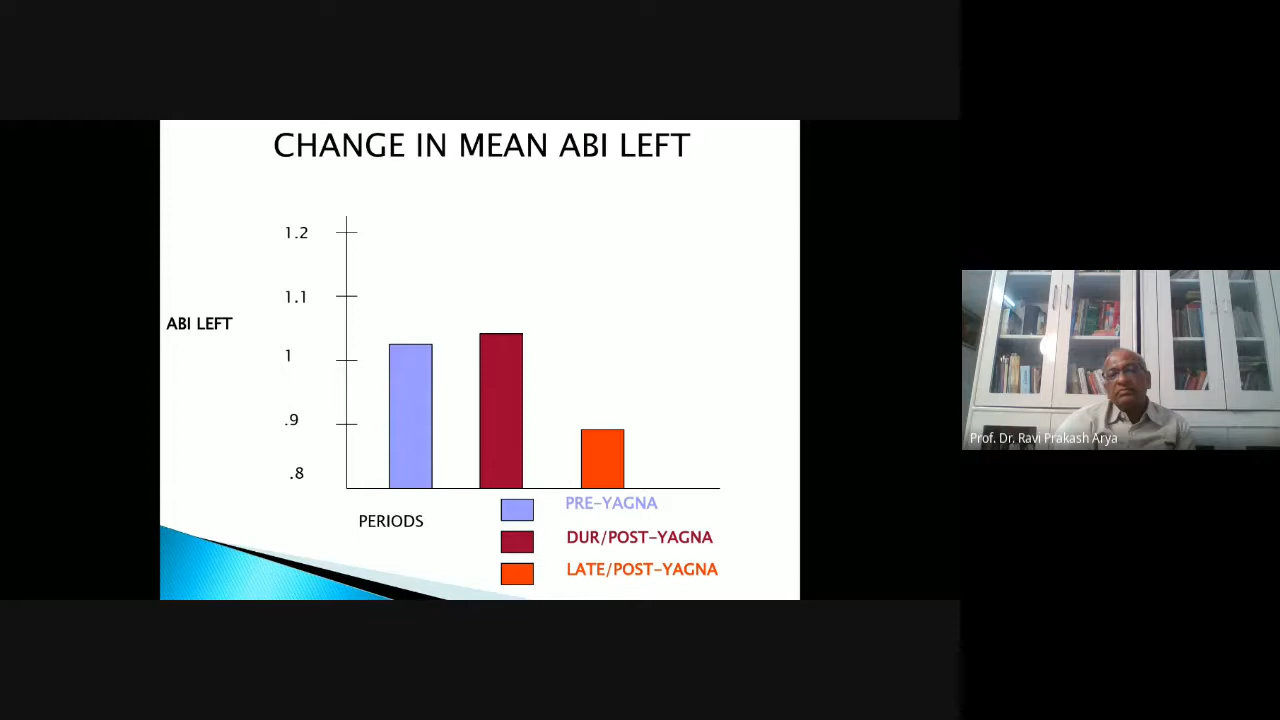 CHANGE IN MEAN ABI LEFT
1.2
1.1
ABI LEFT
1
.9
.8
PRE-YAGNA
PERIODS
DUR/POST-YAGNA
LATE/POST-YAGNA
Prof. Dr. Ravi Prakash Arya